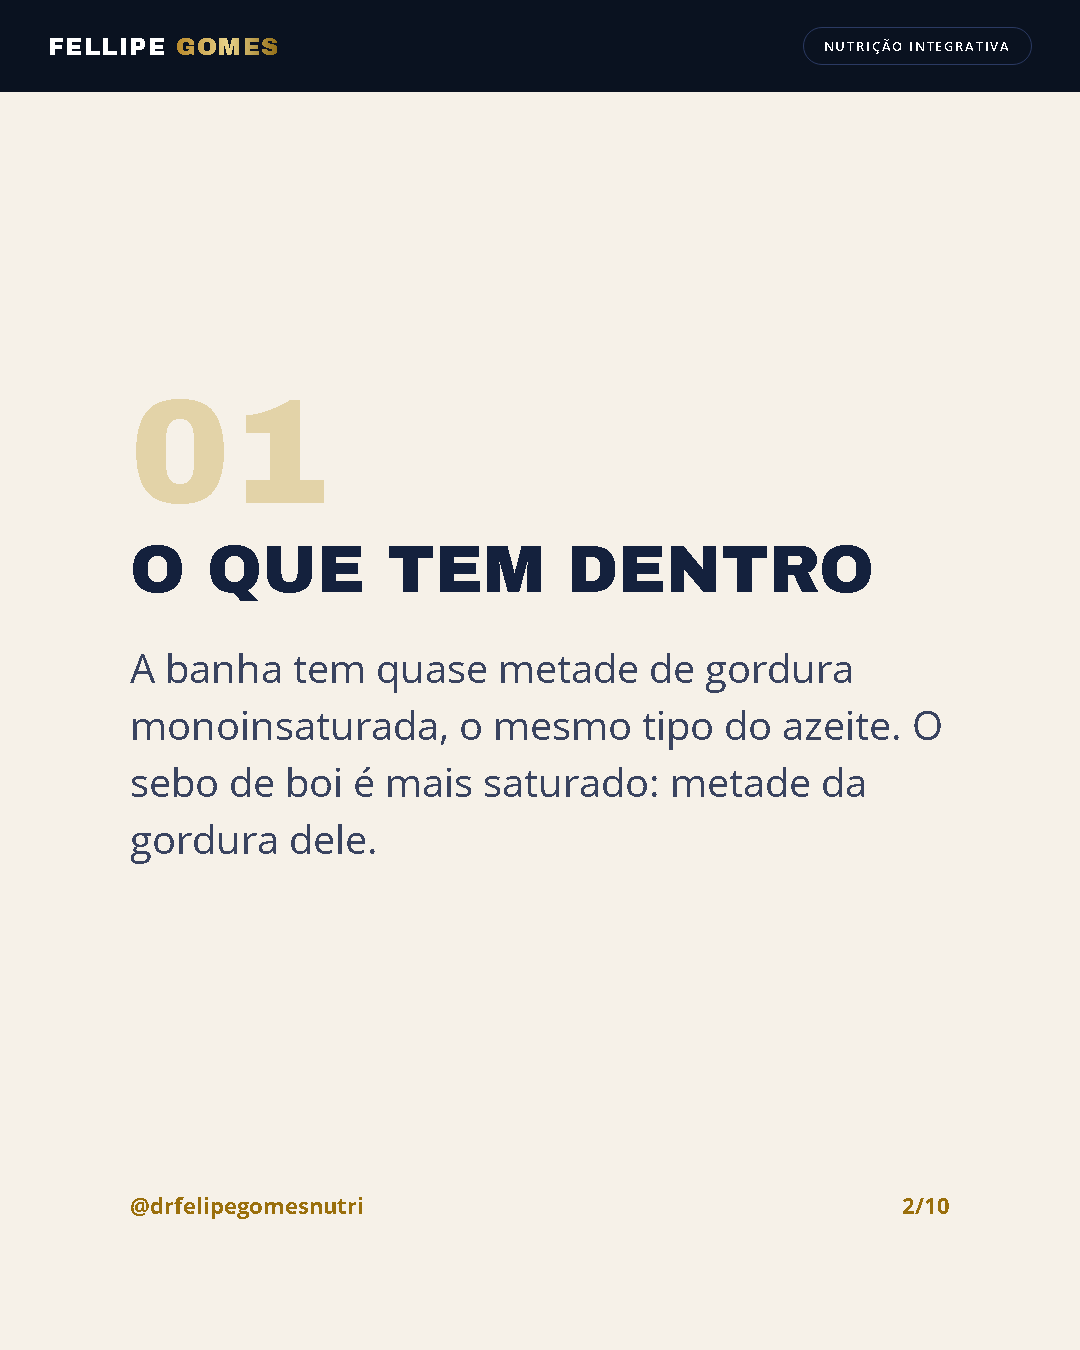 FELLIPE GOMES
NUTRIÇÃO INTEGRATIVA
01
O QUE TEM DENTRO
A banha tem quase metade de gordura
monoinsaturada, o mesmo tipo do azeite. O
sebo de boi é mais saturado: metade da
gordura dele.
@drfelipegomesnutri
2/10